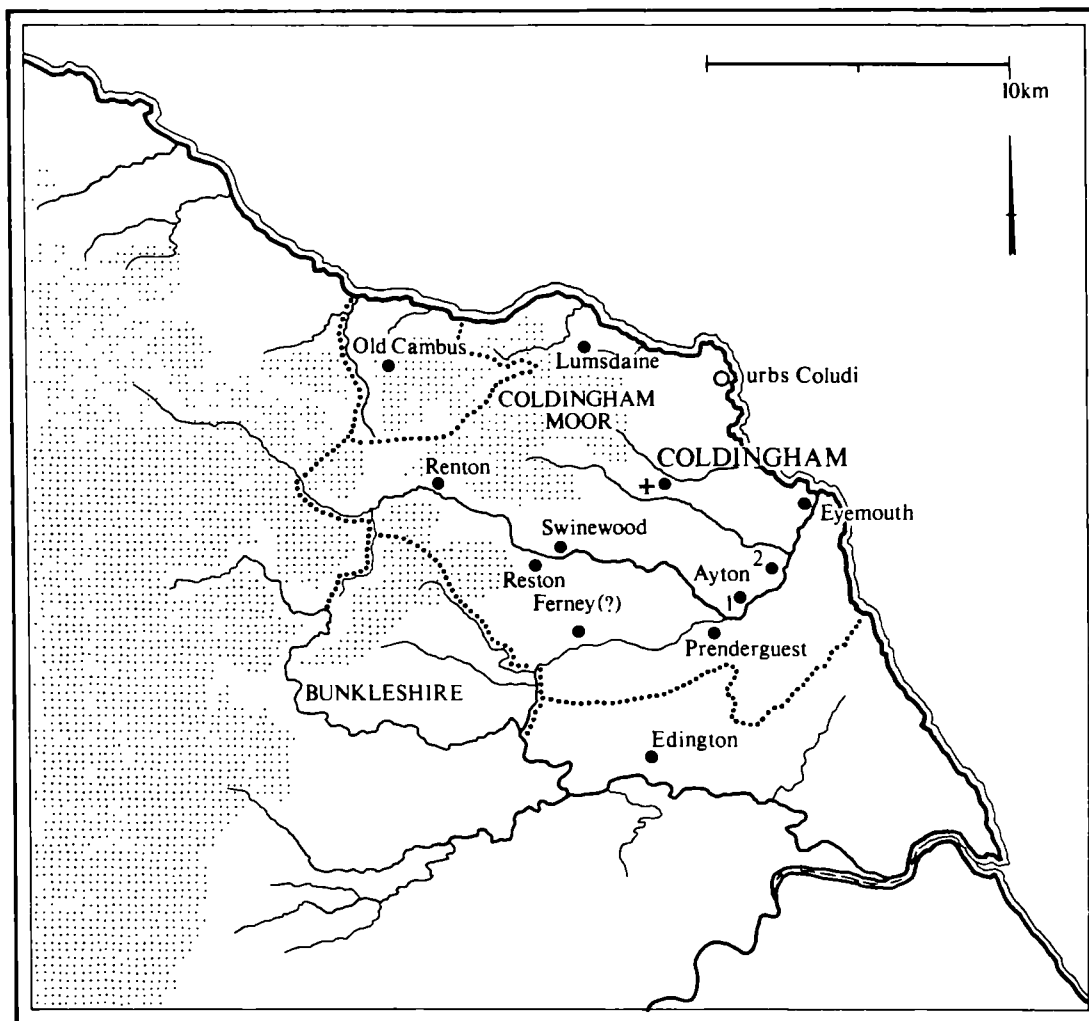 10km
Old Cambus
Lumsdaine
urbs Coludi
COLDINGHAM
MOOR
COLDINGHAM
Renton
Eyemouth
Swinewood
2
Ayton
Reston
1
Ferney(?)
Prenderguest
BUNKLESHIRE
Edington